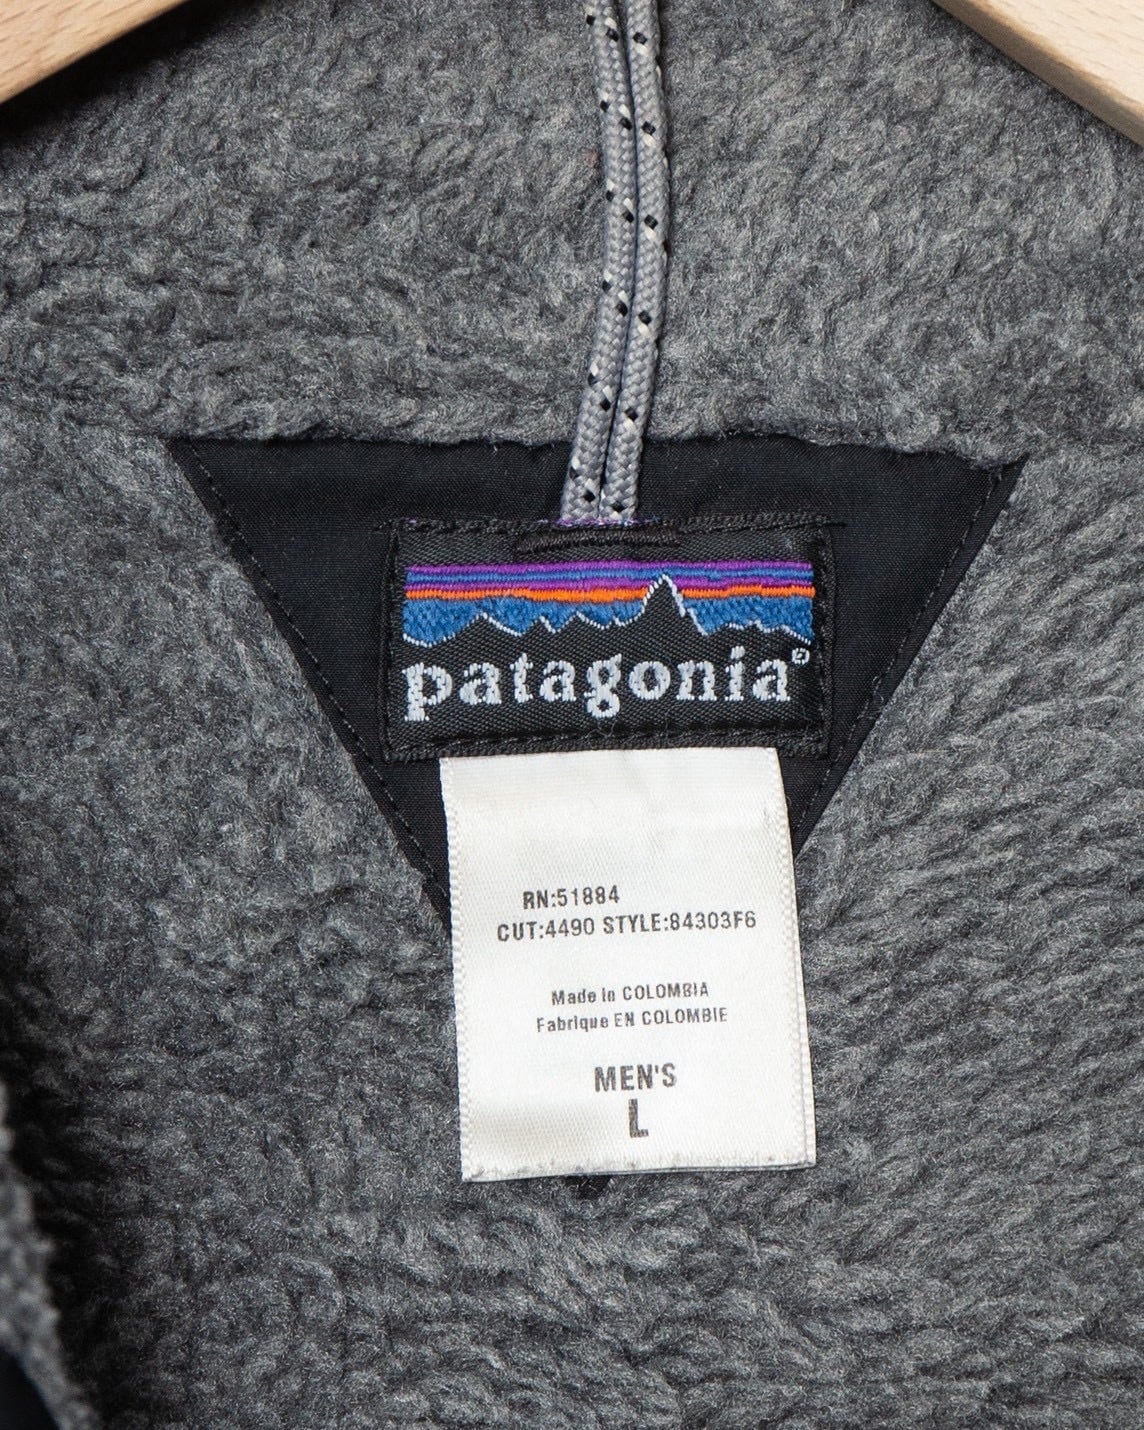 patagonia®
RN:51884
CUT:4490 STYLE:84303F6
Made in COLOMBIA
Fabrique EN COLOMBIE
MEN'S
L